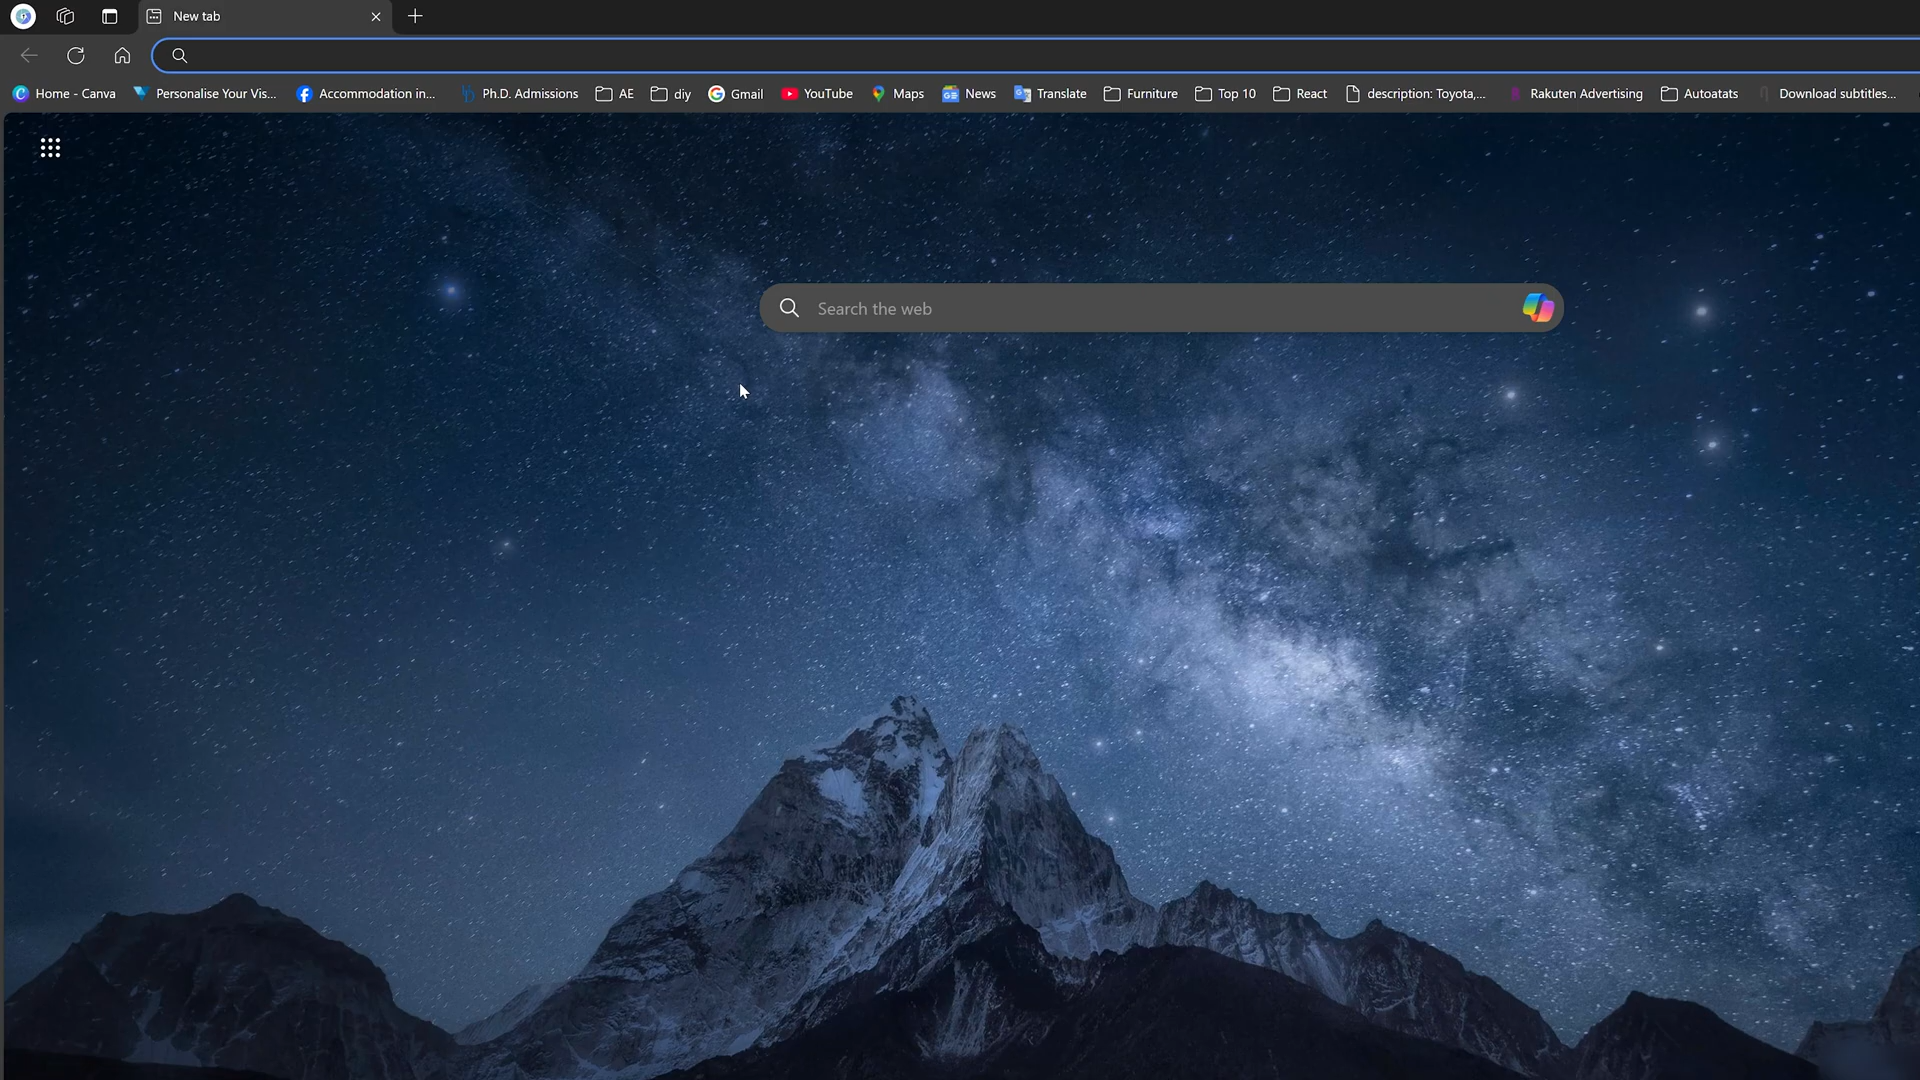 New tab
Home - Canva Personalise Your Vis... Accommodation in... Ph.D. Admissions AE diy Gmail YouTube Maps News Translate Furniture Top 10 React description: Toyota,... Rakuten Advertising Autoatats Download subtitles...
Search the web